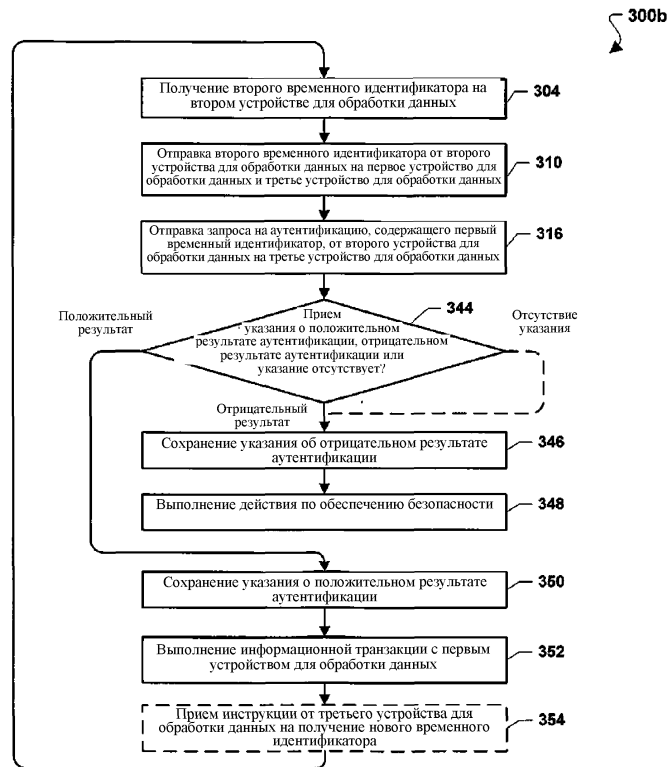 300b
Получение второго временного идентификатора на
втором устройстве для обработки данных
304
Отправка второго временного идентификатора от второго
устройства для обработки данных на первое устройство для
обработки данных и третье устройство для обработки данных
310
Отправка запроса на аутентификацию, содержащего первый
временный идентификатор, от второго устройства для
обработки данных на третье устройство для обработки данных
316
344
Положительный
результат
Прием
указания о положительном
результате аутентификации, отрицательном
результате аутентификации или
указание отсутствует?
Отсутствие
указания
Отрицательный
результат
Сохранение указания об отрицательном результате
аутентификации
346
Выполнение действия по обеспечению безопасности
348
Сохранение указания о положительном результате
аутентификации
350
Выполнение информационной транзакции с первым
устройством для обработки данных
352
Прием инструкции от третьего устройства для
обработки данных на получение нового временного
идентификатора
354